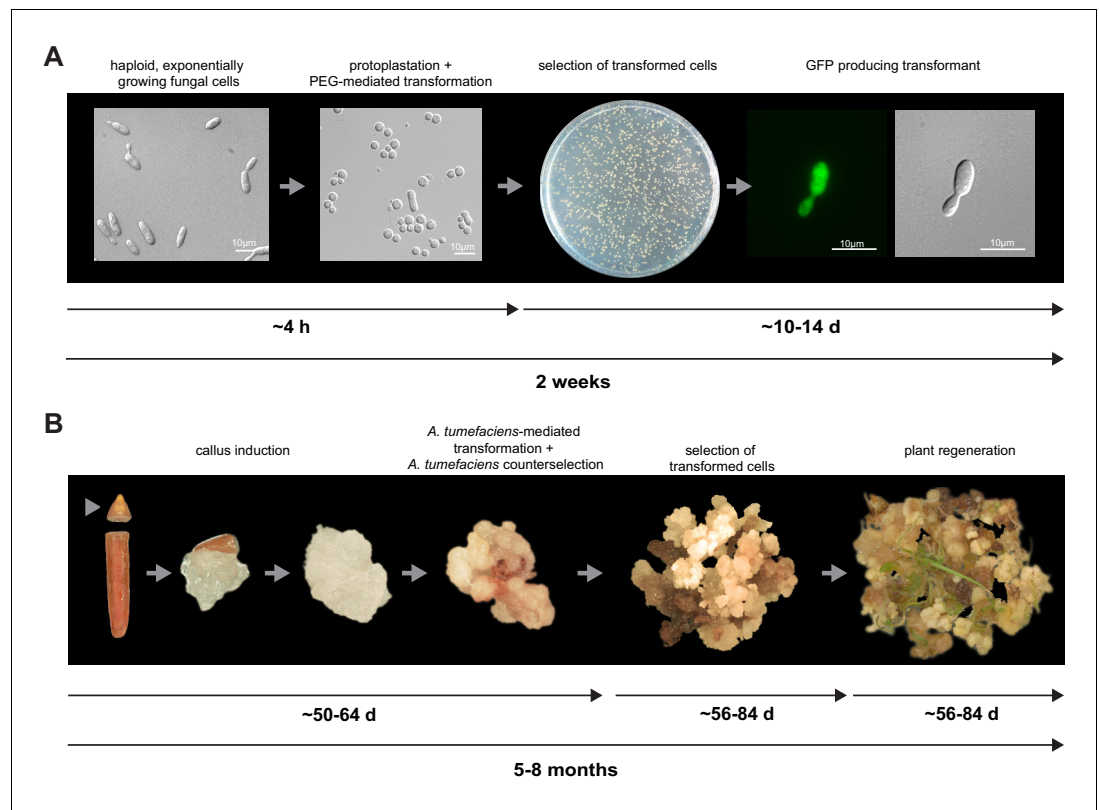 A
haploid, exponentially
growing fungal cells
protoplastation +
PEG-mediated transformation
selection of transformed cells
GFP producing transformant
10µm
10µm
10µm
10µm
~4 h
~10-14 d
2 weeks
B
callus induction
A. tumefaciens-mediated
transformation +
A. tumefaciens counterselection
selection of
transformed cells
plant regeneration
~50-64 d
~56-84 d
~56-84 d
5-8 months